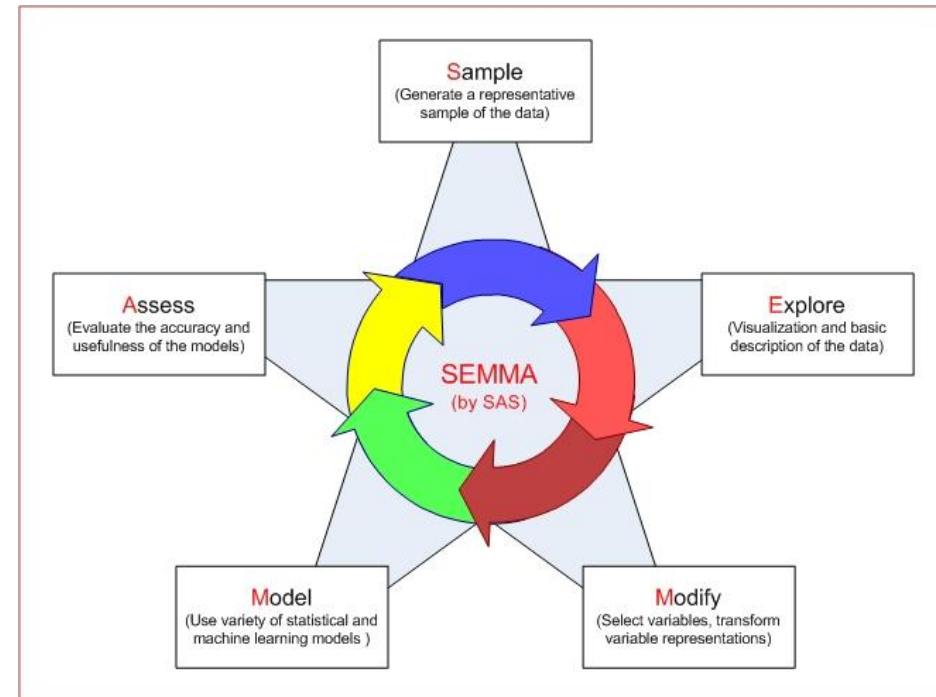 Sample
(Generate a representative
sample of the data)
Assess
(Evaluate the accuracy and
usefulness of the models)
Explore
(Visualization and basic
description of the data)
SEMMA
(by SAS)
Model
(Use variety of statistical and
machine learning models )
Modify
(Select variables, transform
variable representations)